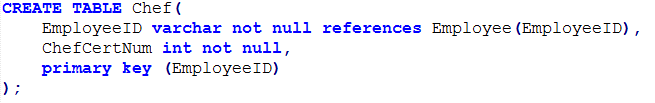 CREATE TABLE Chef(
    EmployeeID varchar not null references Employee(EmployeeID),
    ChefCertNum int not null,
    primary key (EmployeeID)
);